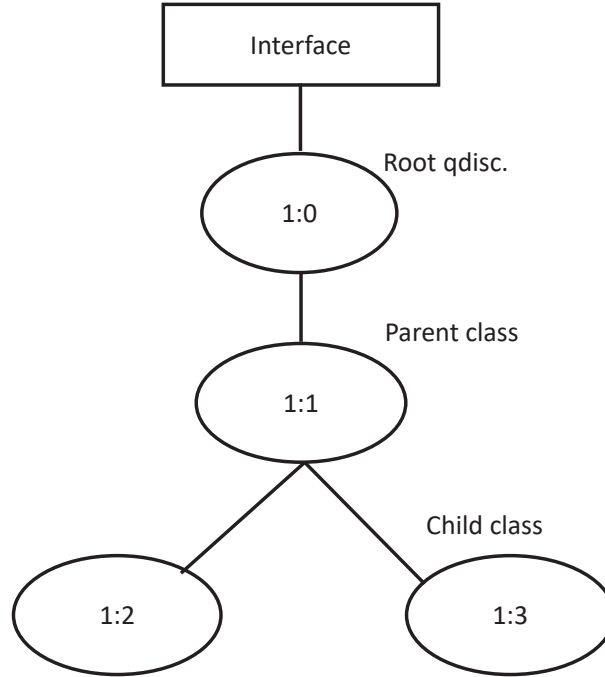 Interface
Root qdisc.
1:0
Parent class
1:1
Child class
1:2
1:3